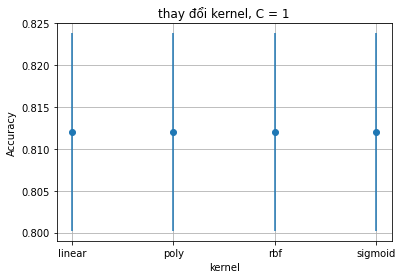 thay đổi kernel, C = 1
0.825
0.820
0.815
0.810
0.805
0.800
Accuracy
linear
poly
rbf
sigmoid
kernel